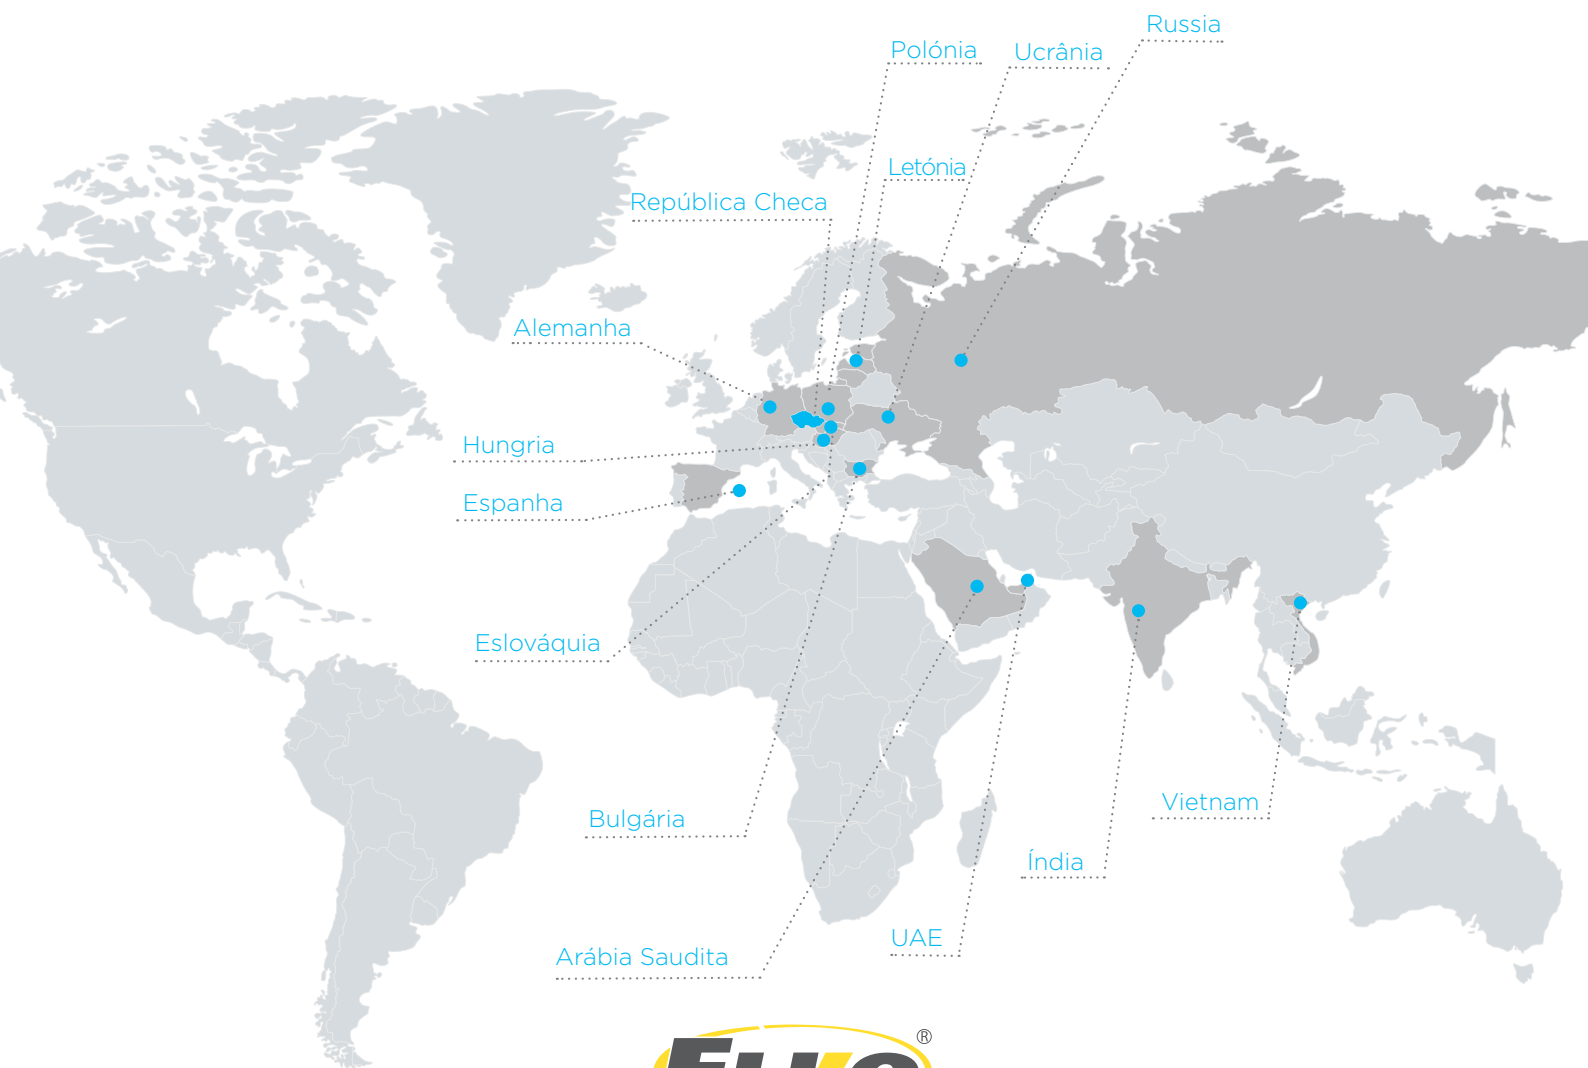 Russia
Polónia
Ucrânia
Letónia
República Checa
Alemanha
Hungria
Espanha
Eslováquia
Vietnam
Bulgária
Índia
UAE
Arábia Saudita
®